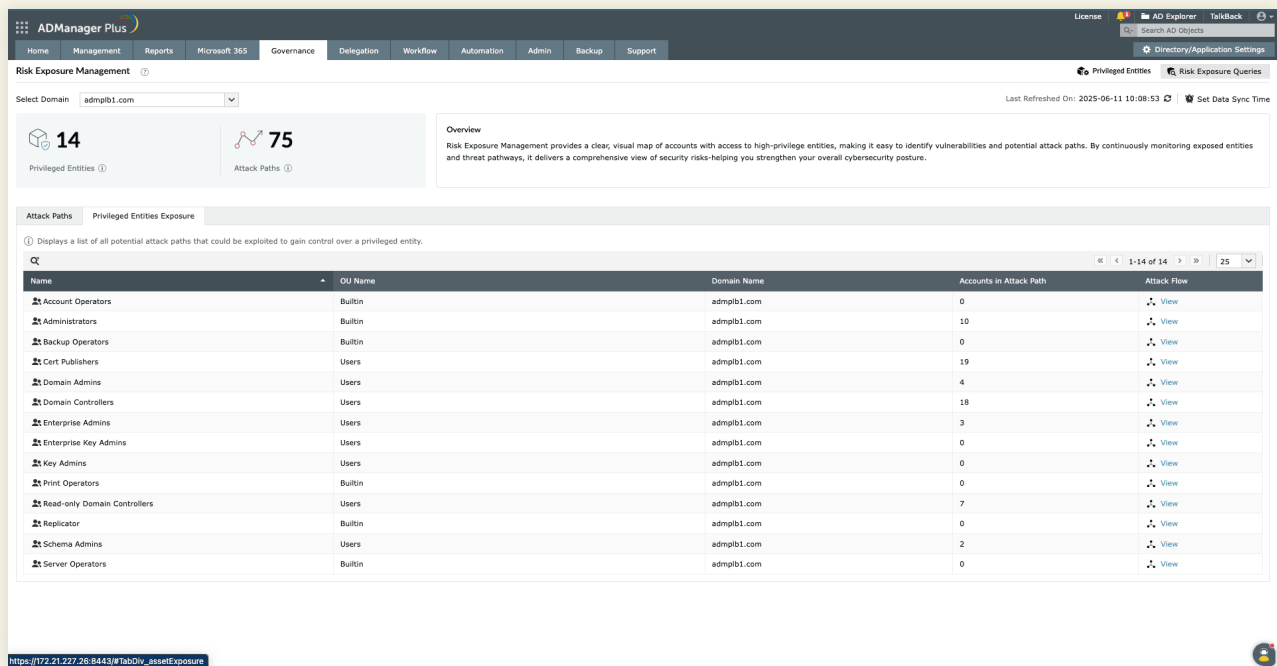 License AD Explorer TalkBack
ADManager Plus
Search AD Objects
Home Management Reports Microsoft 365 Governance Delegation Workflow Automation Admin Backup Support
Directory/Application Settings
Risk Exposure Management
Privileged Entities Risk Exposure Queries
Select Domain admplb1.com
Last Refreshed On: 2025-06-11 10:08:53 Set Data Sync Time
14
Privileged Entities
75
Attack Paths
Overview
Risk Exposure Management provides a clear, visual map of accounts with access to high-privilege entities, making it easy to identify vulnerabilities and potential attack paths. By continuously monitoring exposed entities
and threat pathways, it delivers a comprehensive view of security risks-helping you strengthen your overall cybersecurity posture.
Attack Paths Privileged Entities Exposure
Displays a list of all potential attack paths that could be exploited to gain control over a privileged entity.
1-14 of 14 25
Name OU Name Domain Name Accounts in Attack Path Attack Flow
Account Operators Builtin admplb1.com 0 View
Administrators Builtin admplb1.com 10 View
Backup Operators Builtin admplb1.com 0 View
Cert Publishers Users admplb1.com 19 View
Domain Admins Users admplb1.com 4 View
Domain Controllers Users admplb1.com 18 View
Enterprise Admins Users admplb1.com 3 View
Enterprise Key Admins Users admplb1.com 0 View
Key Admins Users admplb1.com 0 View
Print Operators Builtin admplb1.com 0 View
Read-only Domain Controllers Users admplb1.com 7 View
Replicator Builtin admplb1.com 0 View
Schema Admins Users admplb1.com 2 View
Server Operators Builtin admplb1.com 0 View
https://172.21.227.26:8443/#TabDiv_assetExposure